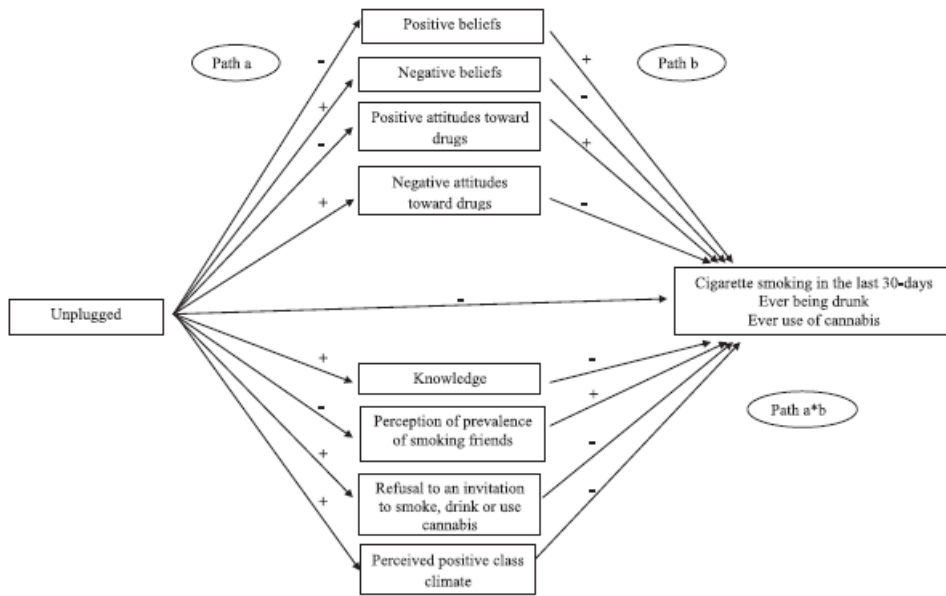 Positive beliefs
Path a
-
+
Path b
Negative beliefs
-
+
Positive attitudes toward
drugs
-
+
Negative attitudes
toward drugs
+
-
Cigarette smoking in the last 30-days
Ever being drunk
Ever use of cannabis
-
Unplugged
+
-
Knowledge
-
+
Perception of prevalence
of smoking friends
Path a*b
+
-
Refusal to an invitation
to smoke, drink or use
cannabis
+
-
Perceived positive class
climate